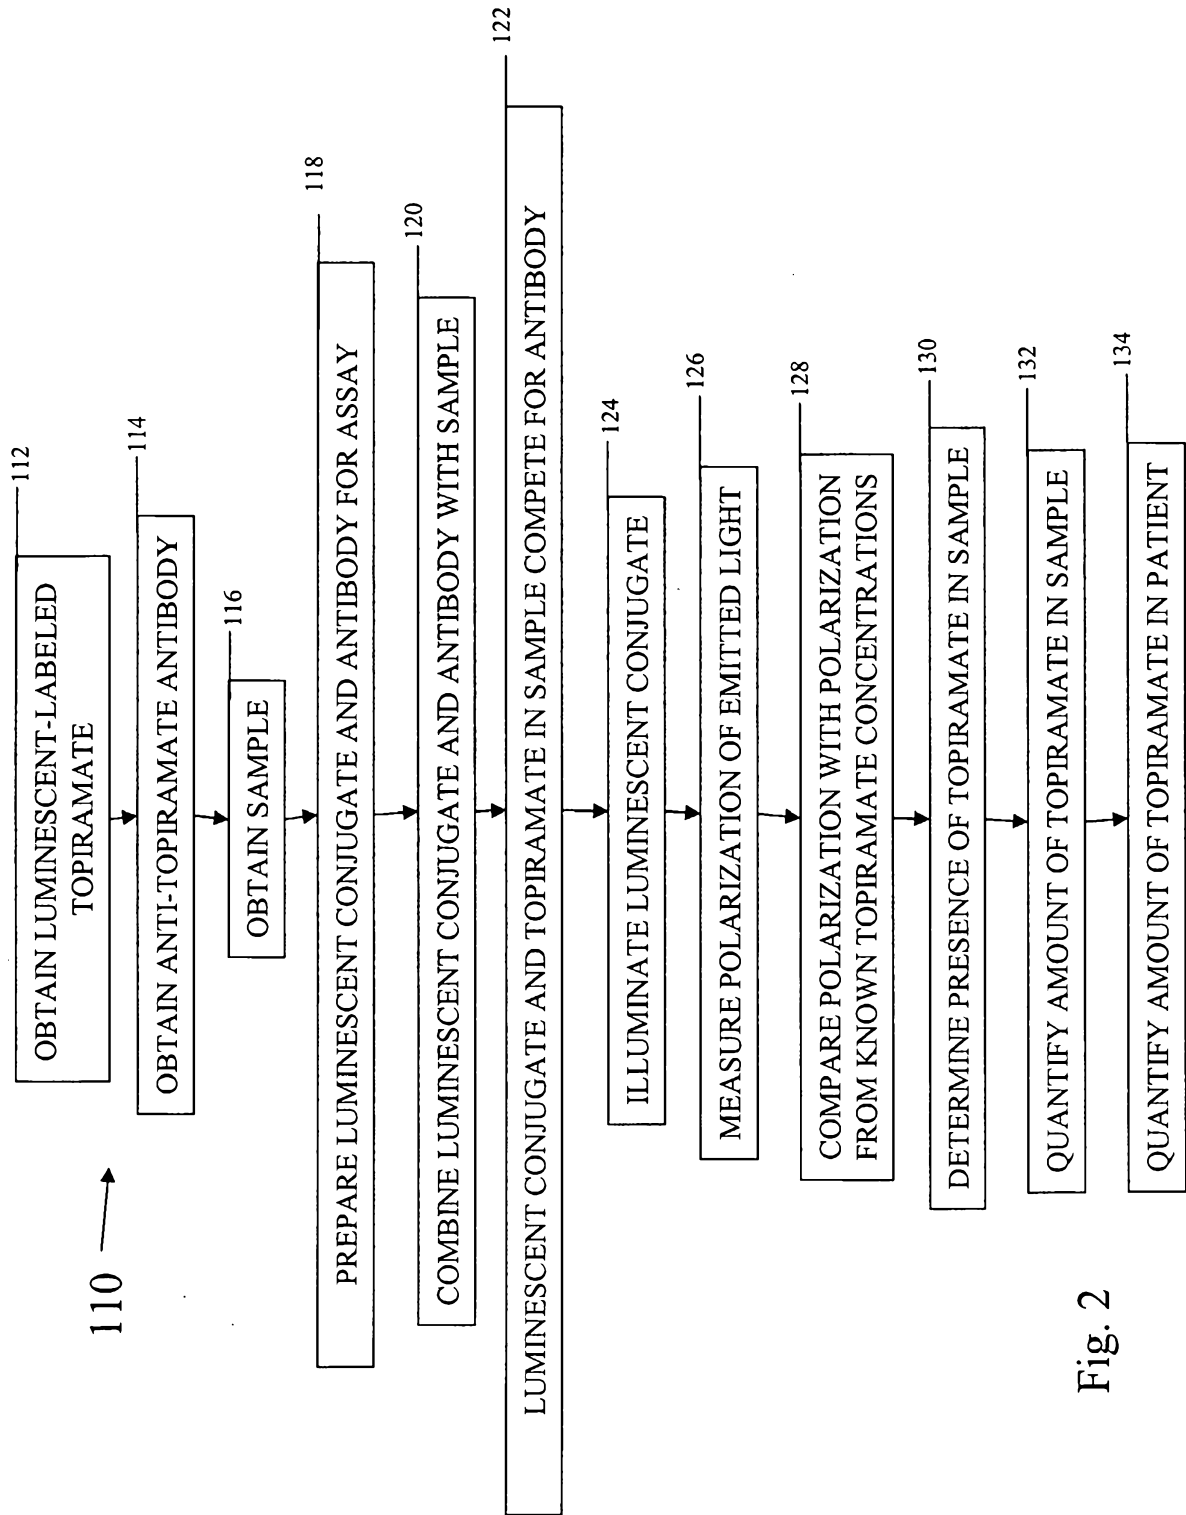 110
OBTAIN LUMINESCENT-LABELED
TOPIRAMATE
112
OBTAIN ANTI-TOPIRAMATE ANTIBODY
114
OBTAIN SAMPLE
116
PREPARE LUMINESCENT CONJUGATE AND ANTIBODY FOR ASSAY
118
COMBINE LUMINESCENT CONJUGATE AND ANTIBODY WITH SAMPLE
120
LUMINESCENT CONJUGATE AND TOPIRAMATE IN SAMPLE COMPETE FOR ANTIBODY
122
ILLUMINATE LUMINESCENT CONJUGATE
124
MEASURE POLARIZATION OF EMITTED LIGHT
126
COMPARE POLARIZATION WITH POLARIZATION
FROM KNOWN TOPIRAMATE CONCENTRATIONS
128
DETERMINE PRESENCE OF TOPIRAMATE IN SAMPLE
130
QUANTIFY AMOUNT OF TOPIRAMATE IN SAMPLE
132
QUANTIFY AMOUNT OF TOPIRAMATE IN PATIENT
134
Fig. 2